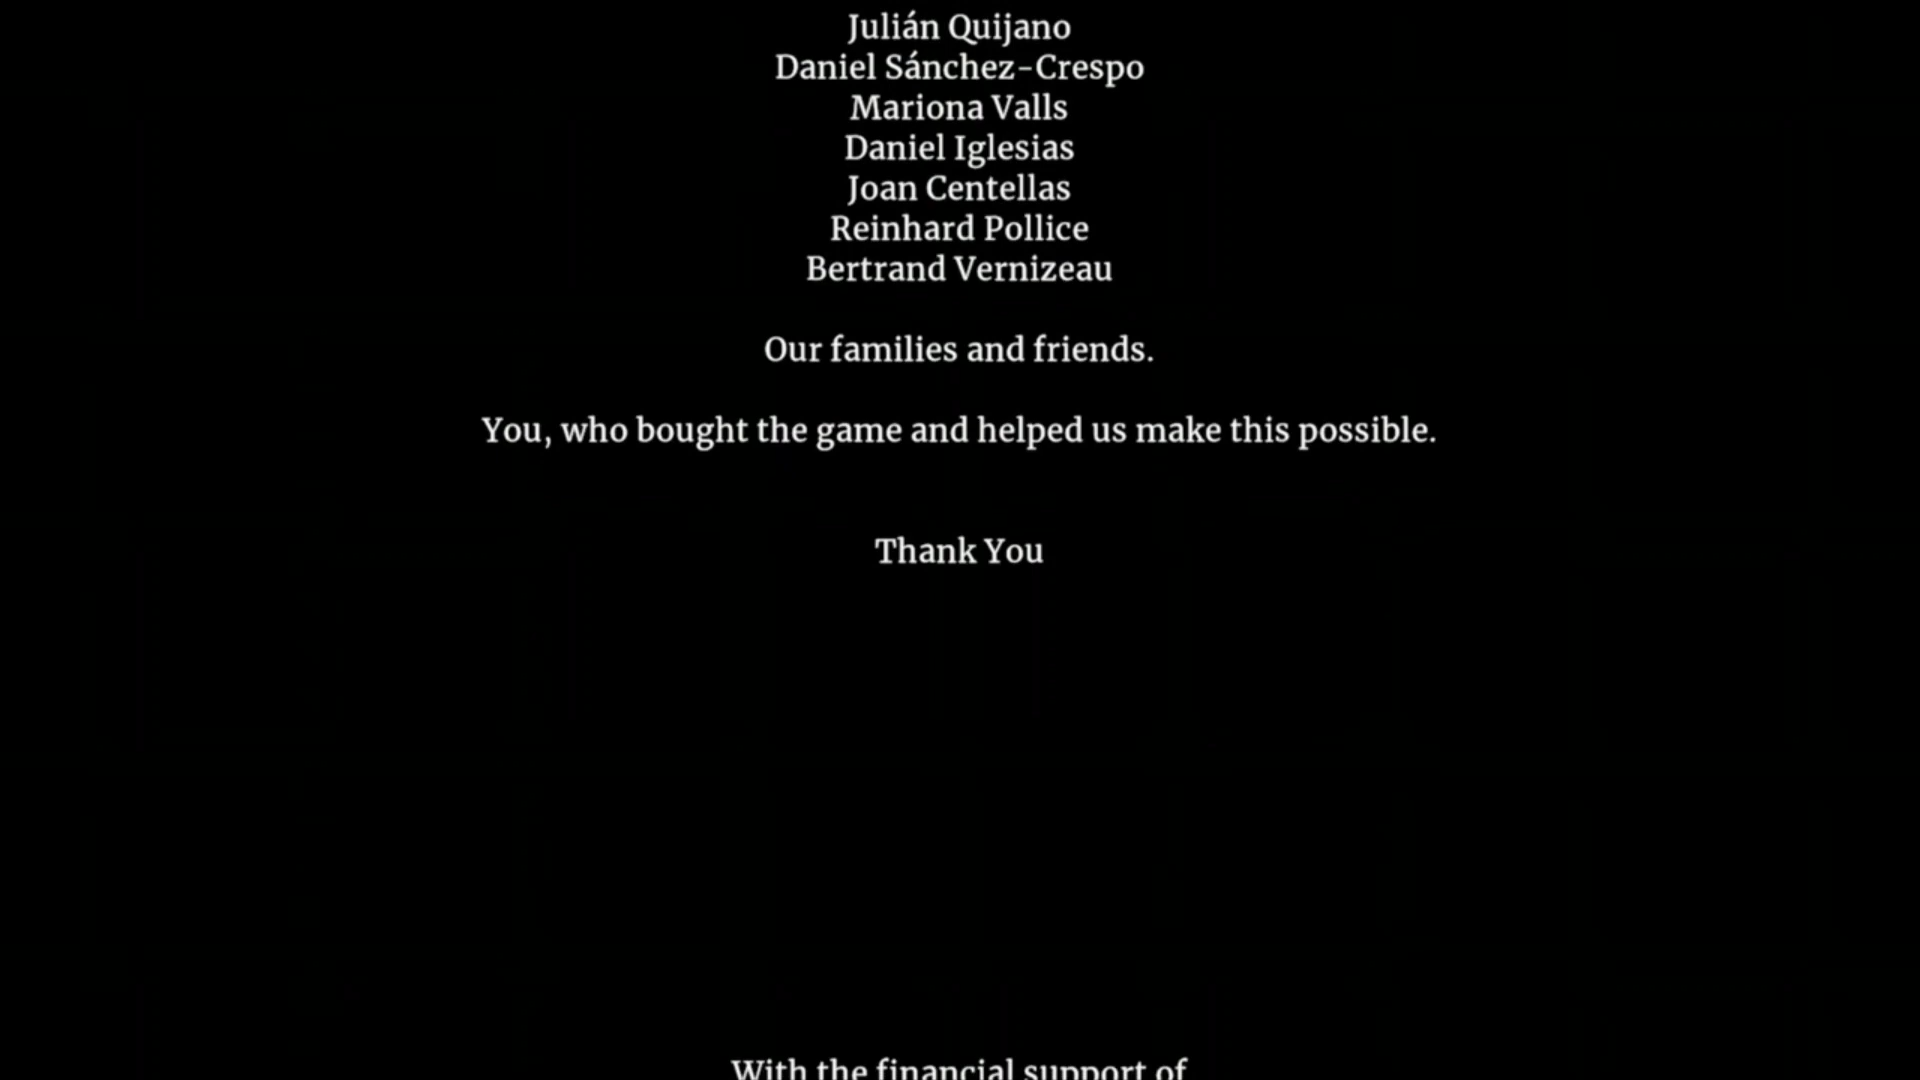 Julián Quijano
Daniel Sánchez-Crespo
Mariona Valls
Daniel Iglesias
Joan Centellas
Reinhard Pollice
Bertrand Vernizeau
Our families and friends.
You, who bought the game and helped us make this possible.
Thank You
With the financial support of